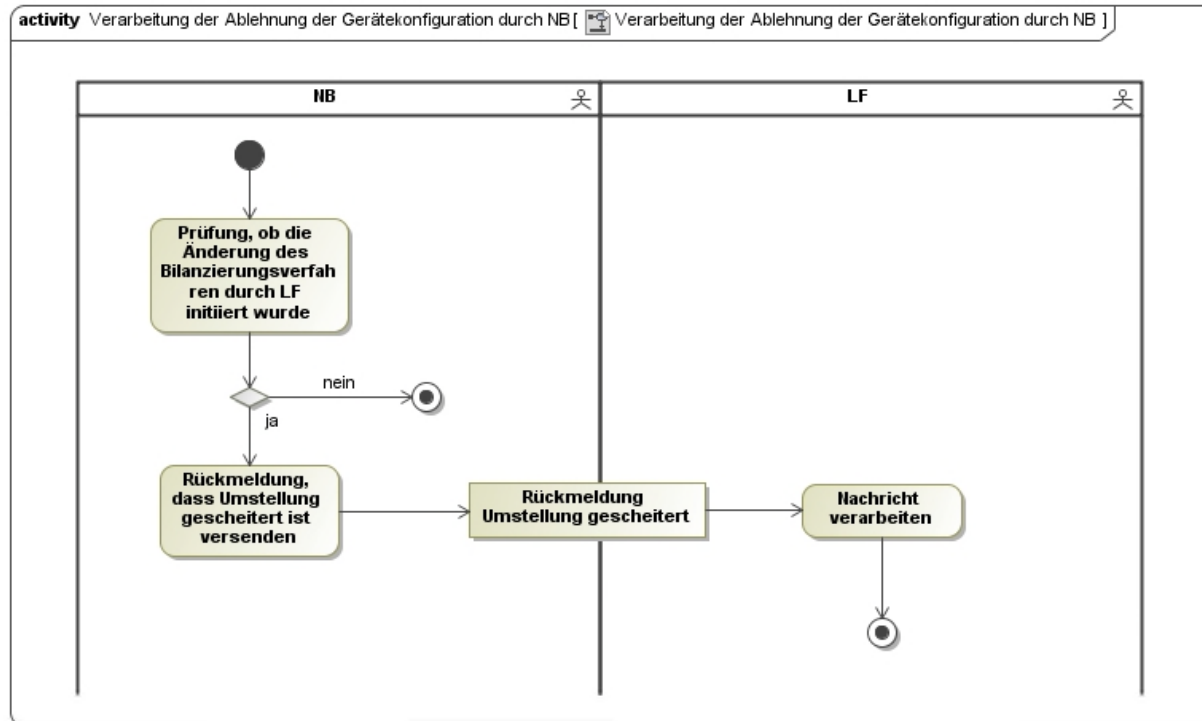 activity Verarbeitung der Ablehnung der Gerätekonfiguration durch NB [ Verarbeitung der Ablehnung der Gerätekonfiguration durch NB ]
NB
LF
Prüfung, ob die
Änderung des
Bilanzierungsverfah
ren durch LF
initiiert wurde
nein
ja
Rückmeldung,
dass Umstellung
gescheitert ist
versenden
Rückmeldung
Umstellung gescheitert
Nachricht
verarbeiten